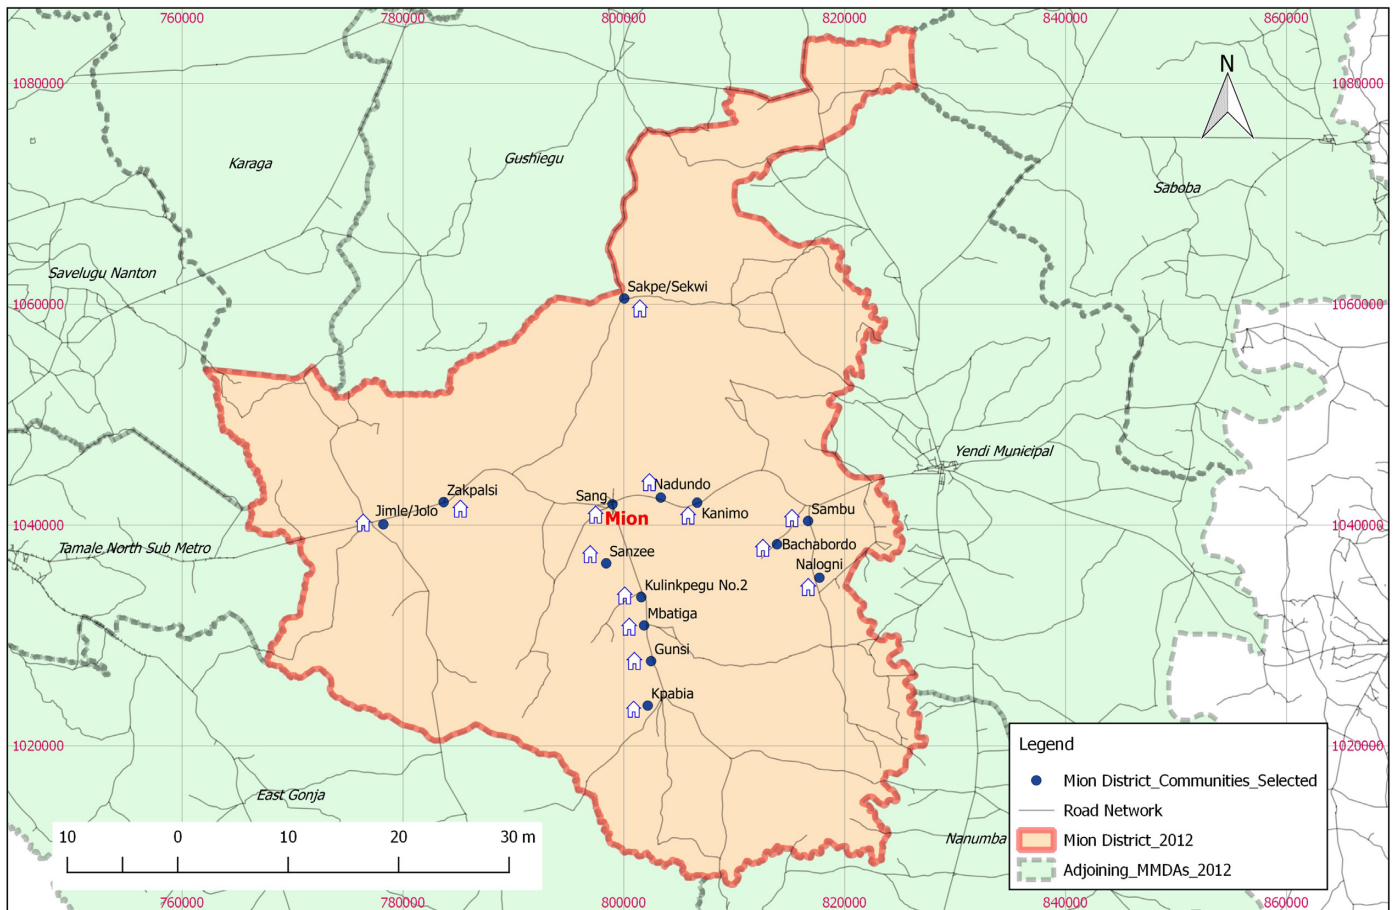 760000 780000 800000 820000 840000 860000
N
1080000 1080000
Karaga Gushiegu
Saboba
Savelugu Nanton
Sakpe/Sekwi
1060000 1060000
Yendi Municipal
Zakpalsi Nadundo
Jimle/Jolo Sang Sambu
Kanimo
Mion
1040000 1040000
Tamale North Sub Metro Sanzee Bachabordo
Nalogni
Kulinkpegu No.2
Mbatiga
Gunsi
Kpabia
1020000 1020000
Legend
Mion District_Communities_Selected
Road Network
Mion District_2012
Adjoining_MMDAs_2012
East Gonja
Nanumba
10 0 10 20 30 m
760000 780000 800000 820000 840000 860000